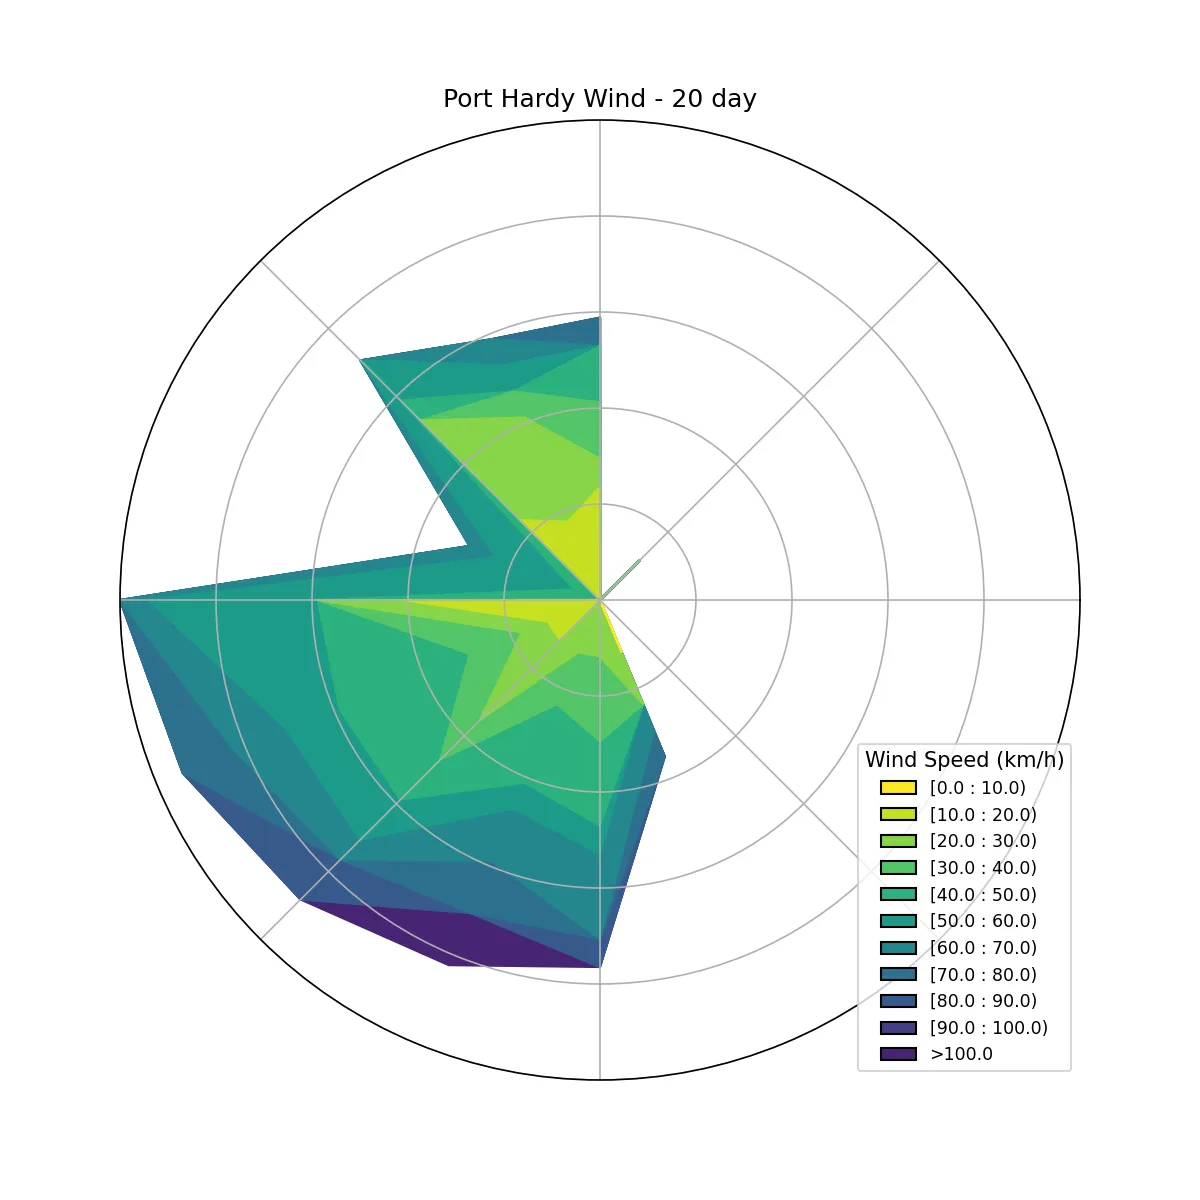 Port Hardy Wind - 20 day
Wind Speed (km/h)
[0.0 : 10.0)
[10.0 : 20.0)
[20.0 : 30.0)
[30.0 : 40.0)
[40.0 : 50.0)
[50.0 : 60.0)
[60.0 : 70.0)
[70.0 : 80.0)
[80.0 : 90.0)
[90.0 : 100.0)
>100.0